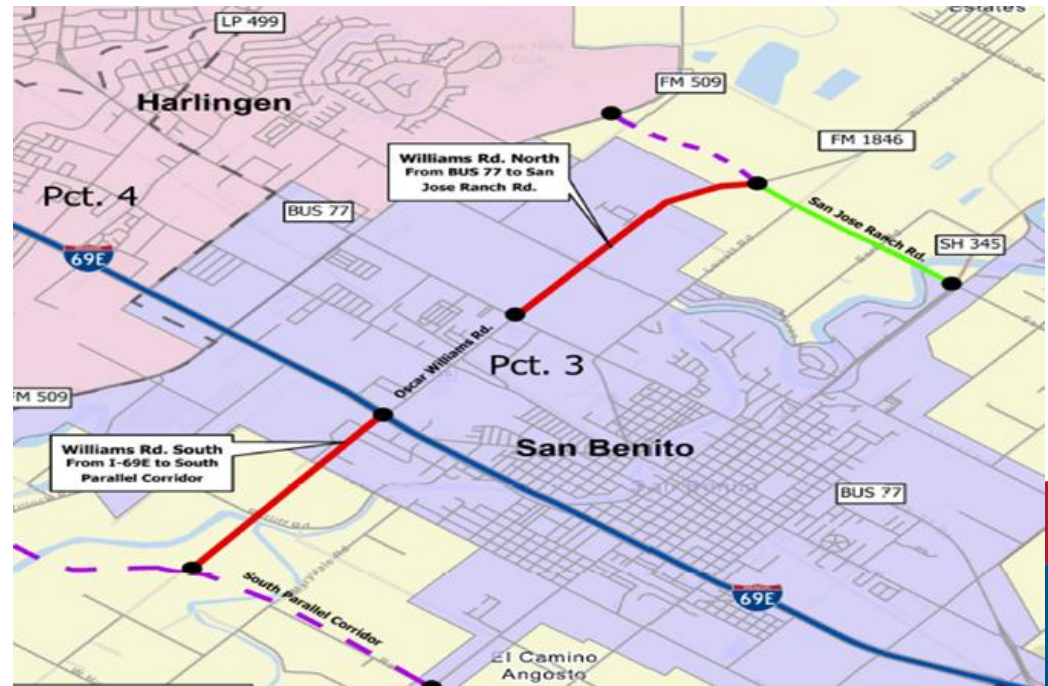 Estates
LP 499
FM 509
Harlingen
FM 1846
Williams Rd. North
From BUS 77 to San
Jose Ranch Rd.
Pct. 4
BUS 77
San Jose Ranch Rd.
SH 345
69E
Oscar Williams Rd.
Pct. 3
FM 509
San Benito
Williams Rd. South
From I-69E to South
Parallel Corridor
BUS 77
South Parallel Corridor
69E
El Camino
Angosto